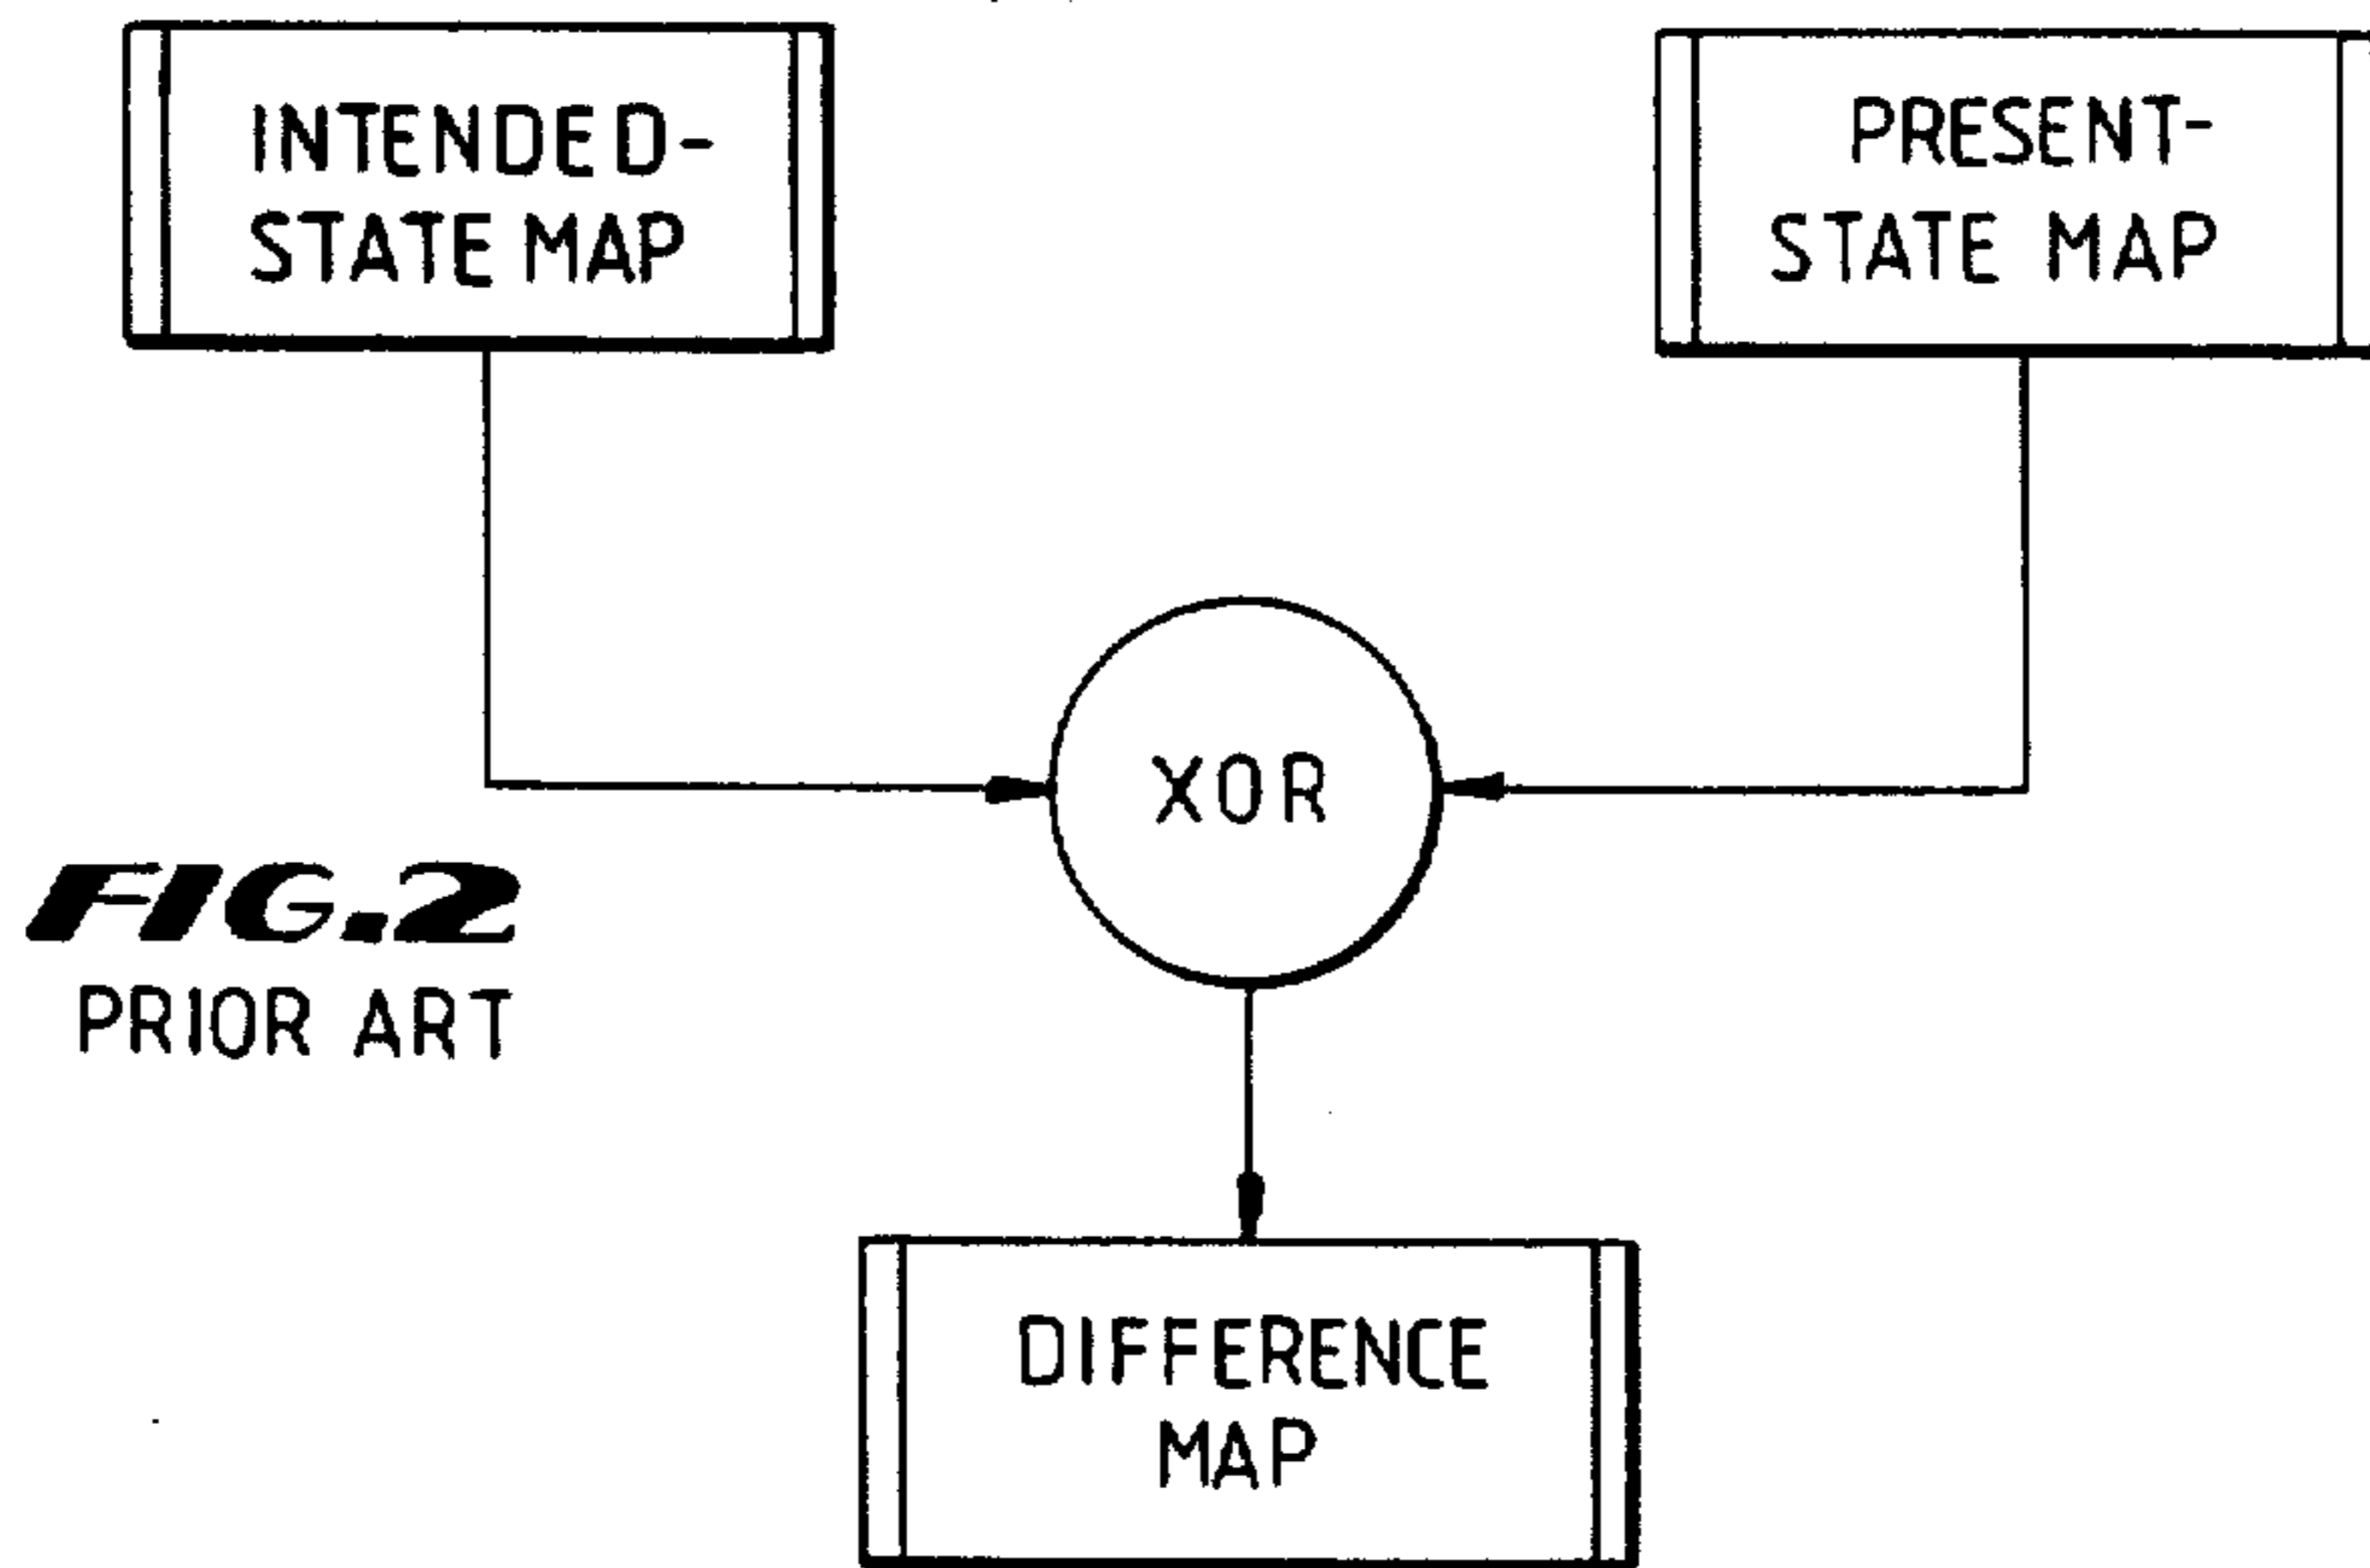 INTENDED-
STATE MAP
PRESENT-
STATE MAP
XOR
FIG.2
PRIOR ART
DIFFERENCE
MAP